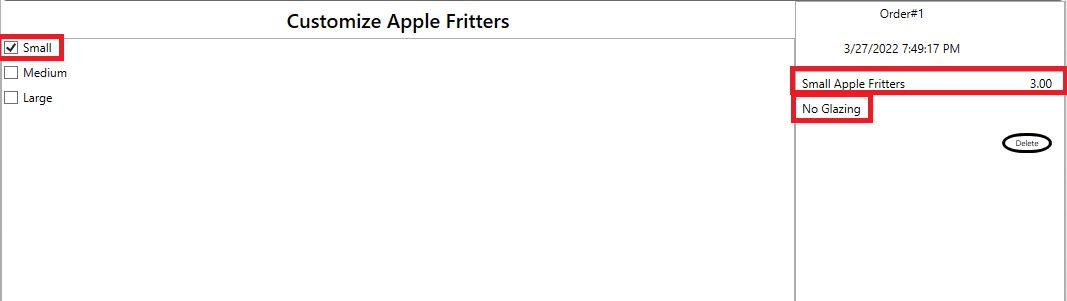 Customize Apple Fritters
Small
Medium
Large
Order#1
3/27/2022 7:49:17 PM
Small Apple Fritters 3.00
No Glazing
Delete